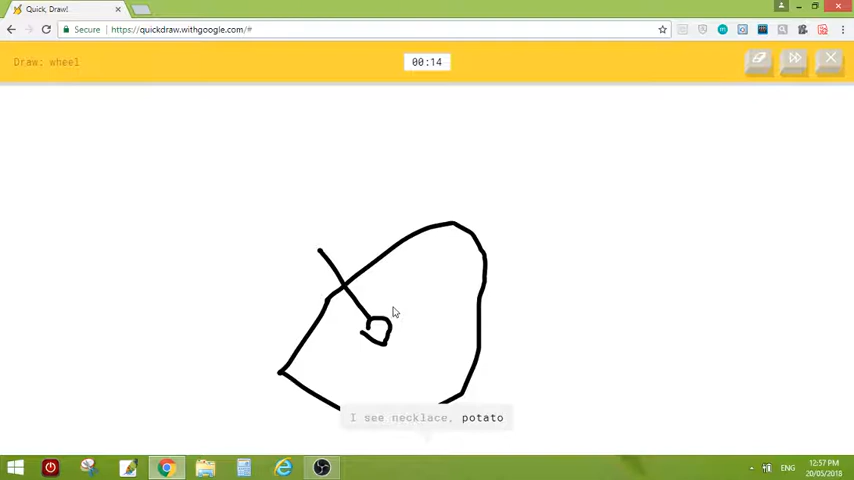 Quick, Draw!
Secure
https://quickdraw.withgoogle.com/#
Draw: wheel
00:14
I see necklace, potato
ENG
12:57 PM
20/05/2018